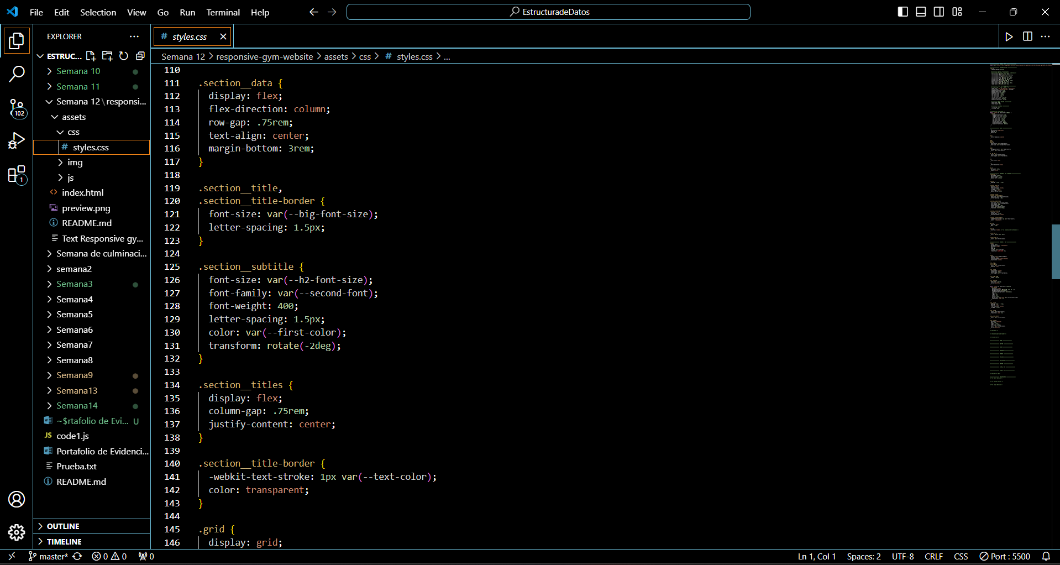 File Edit Selection View Go Run Terminal Help
EstructuradeDatos
EXPLORER
styles.css
ESTRUC...
Semana 12 > responsive-gym-website > assets > css > # styles.css > ...
Semana 10
Semana 11
Semana 12 \ responsi...
assets
css
# styles.css
img
js
index.html
preview.png
README.md
Text Responsive gy...
Semana de culminaci...
semana2
Semana3
Semana4
Semana5
Semana6
Semana7
Semana8
Semana9
Semana13
Semana14
~$rtafolio de Evi... U
code1.js
Portafolio de Evidenci...
Prueba.txt
README.md
OUTLINE
TIMELINE
102
1
110
111 .section__data {
112 display: flex;
113 flex-direction: column;
114 row-gap: .75rem;
115 text-align: center;
116 margin-bottom: 3rem;
117 }
118
119 .section__title,
120 .section__title-border {
121 font-size: var(--big-font-size);
122 letter-spacing: 1.5px;
123 }
124
125 .section__subtitle {
126 font-size: var(--h2-font-size);
127 font-family: var(--second-font);
128 font-weight: 400;
129 letter-spacing: 1.5px;
130 color: var(--first-color);
131 transform: rotate(-2deg);
132 }
133
134 .section__titles {
135 display: flex;
136 column-gap: .75rem;
137 justify-content: center;
138 }
139
140 .section__title-border {
141 -webkit-text-stroke: 1px var(--text-color);
142 color: transparent;
143 }
144
145 .grid {
146 display: grid;
master* 0 0 0 Ln 1, Col 1 Spaces: 2 UTF-8 CRLF CSS Port : 5500